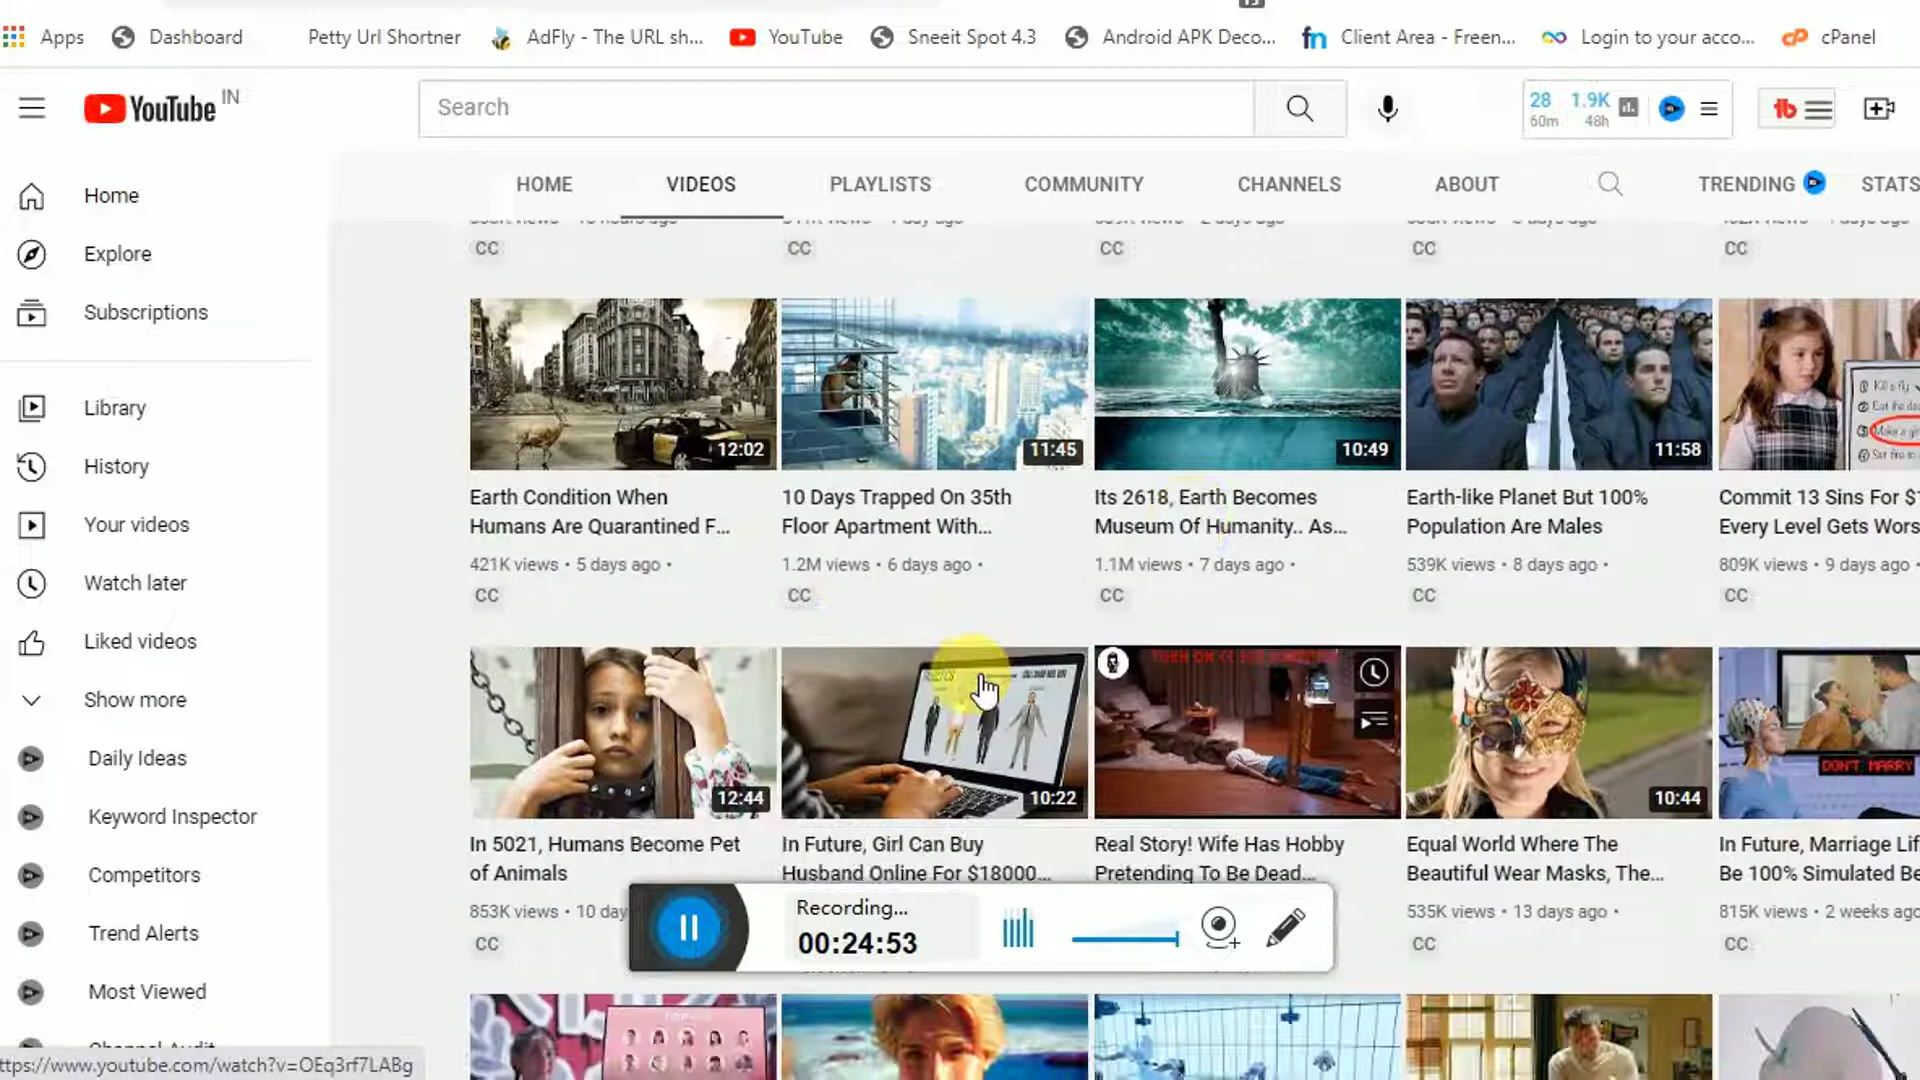 Apps Dashboard Petty Url Shortner AdFly - The URL sh... YouTube Sneeit Spot 4.3 Android APK Deco... Client Area - Freen... Login to your acco... cPanel
YouTube IN
Search
28 1.9K
60m 48h
HOME VIDEOS PLAYLISTS COMMUNITY CHANNELS ABOUT TRENDING STATS
Home
Explore
Subscriptions
Library
History
Your videos
Watch later
Liked videos
Show more
Daily Ideas
Keyword Inspector
Competitors
Trend Alerts
Most Viewed
Channel Audit
CC CC CC CC CC
12:02 11:45 10:49 11:58
Earth Condition When
Humans Are Quarantined F...
421K views • 5 days ago •
CC
10 Days Trapped On 35th
Floor Apartment With...
1.2M views • 6 days ago •
CC
Its 2618, Earth Becomes
Museum Of Humanity.. As...
1.1M views • 7 days ago •
CC
Earth-like Planet But 100%
Population Are Males
539K views • 8 days ago •
CC
Commit 13 Sins For $
Every Level Gets Wors
809K views • 9 days ago •
CC
12:44 10:22 10:44
DON'T MARRY
In 5021, Humans Become Pet
of Animals
853K views • 10 day
CC
In Future, Girl Can Buy
Husband Online For $18000...
Real Story! Wife Has Hobby
Pretending To Be Dead...
Equal World Where The
Beautiful Wear Masks, The...
535K views • 13 days ago •
CC
In Future, Marriage Lif
Be 100% Simulated Be
815K views • 2 weeks ago
CC
Recording...
00:24:53
ttps://www.youtube.com/watch?v=OEq3rf7LABg